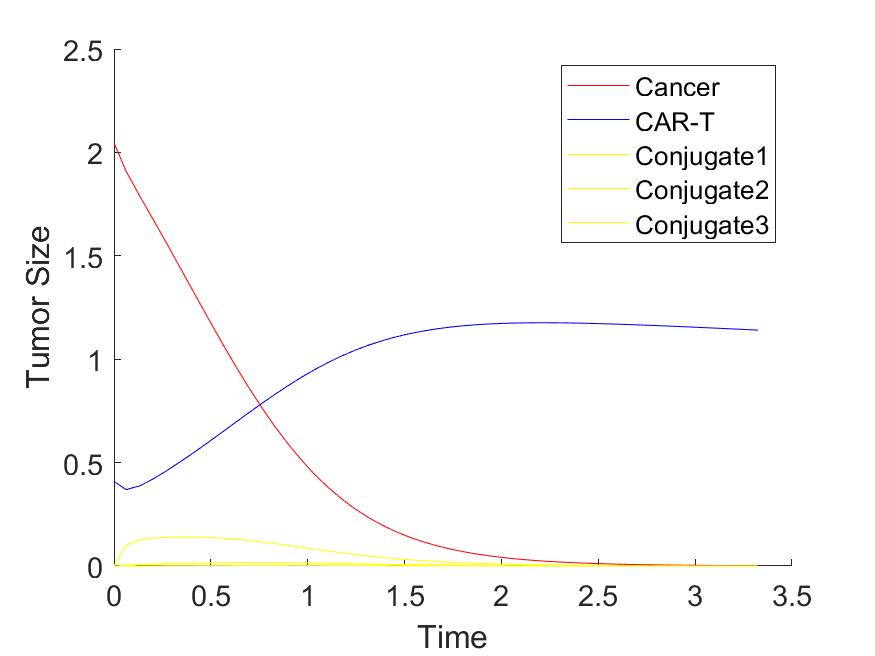 2.5
2
1.5
1
0.5
0
Tumor Size
Cancer
CAR-T
Conjugate1
Conjugate2
Conjugate3
0 0.5 1 1.5 2 2.5 3 3.5
Time